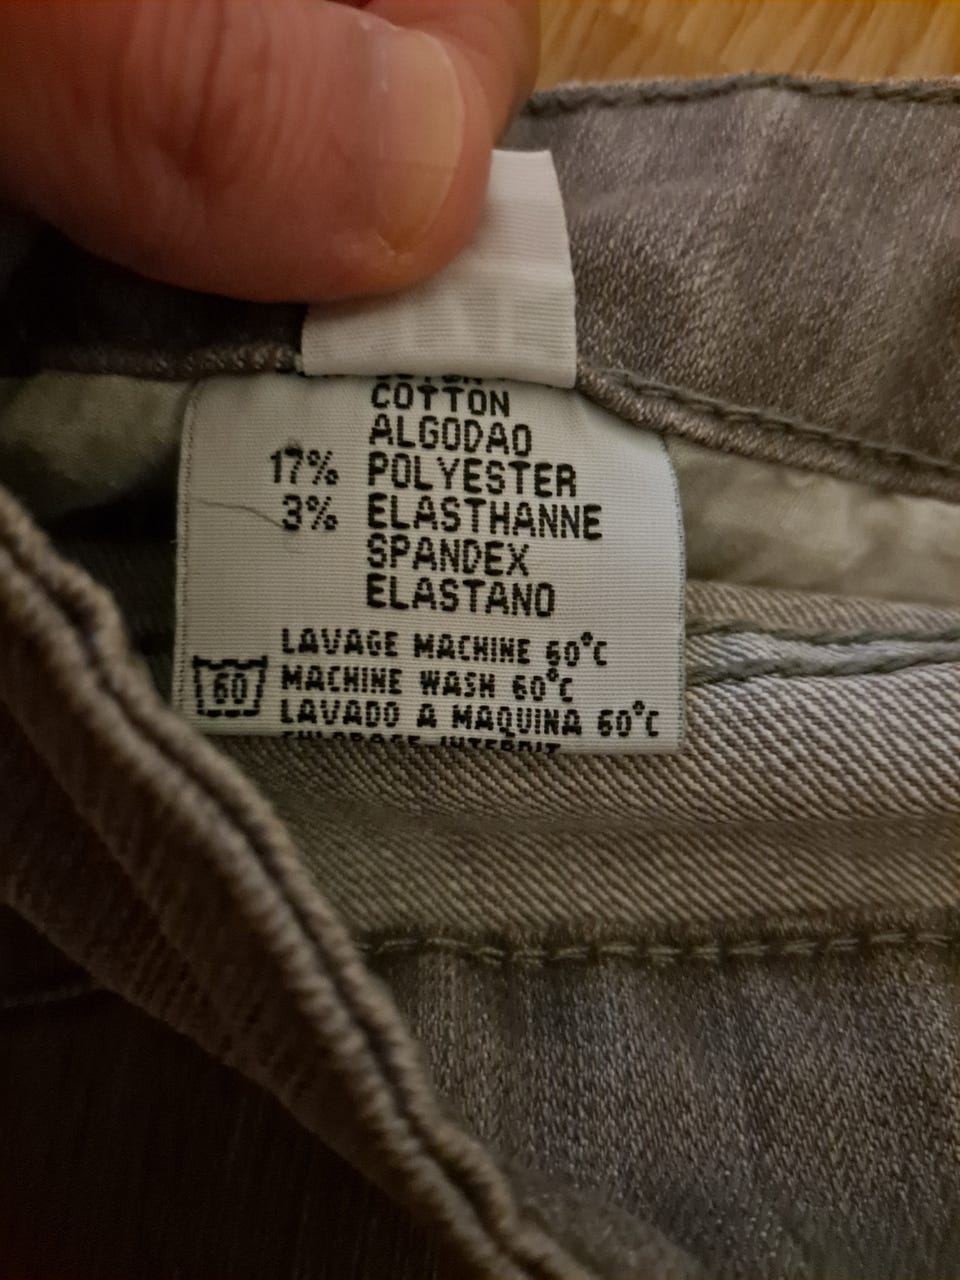 COTTON
ALGODAO
17% POLYESTER
3% ELASTHANNE
SPANDEX
ELASTANO
LAVAGE MACHINE 60°C
60 MACHINE WASH 60°C
LAVADO A MAQUINA 60°C